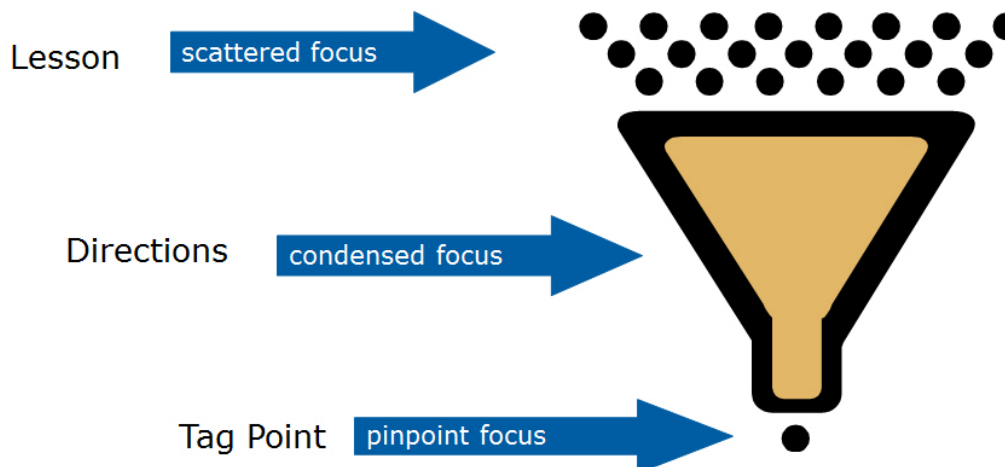 Lesson
scattered focus
Directions
condensed focus
Tag Point
pinpoint focus